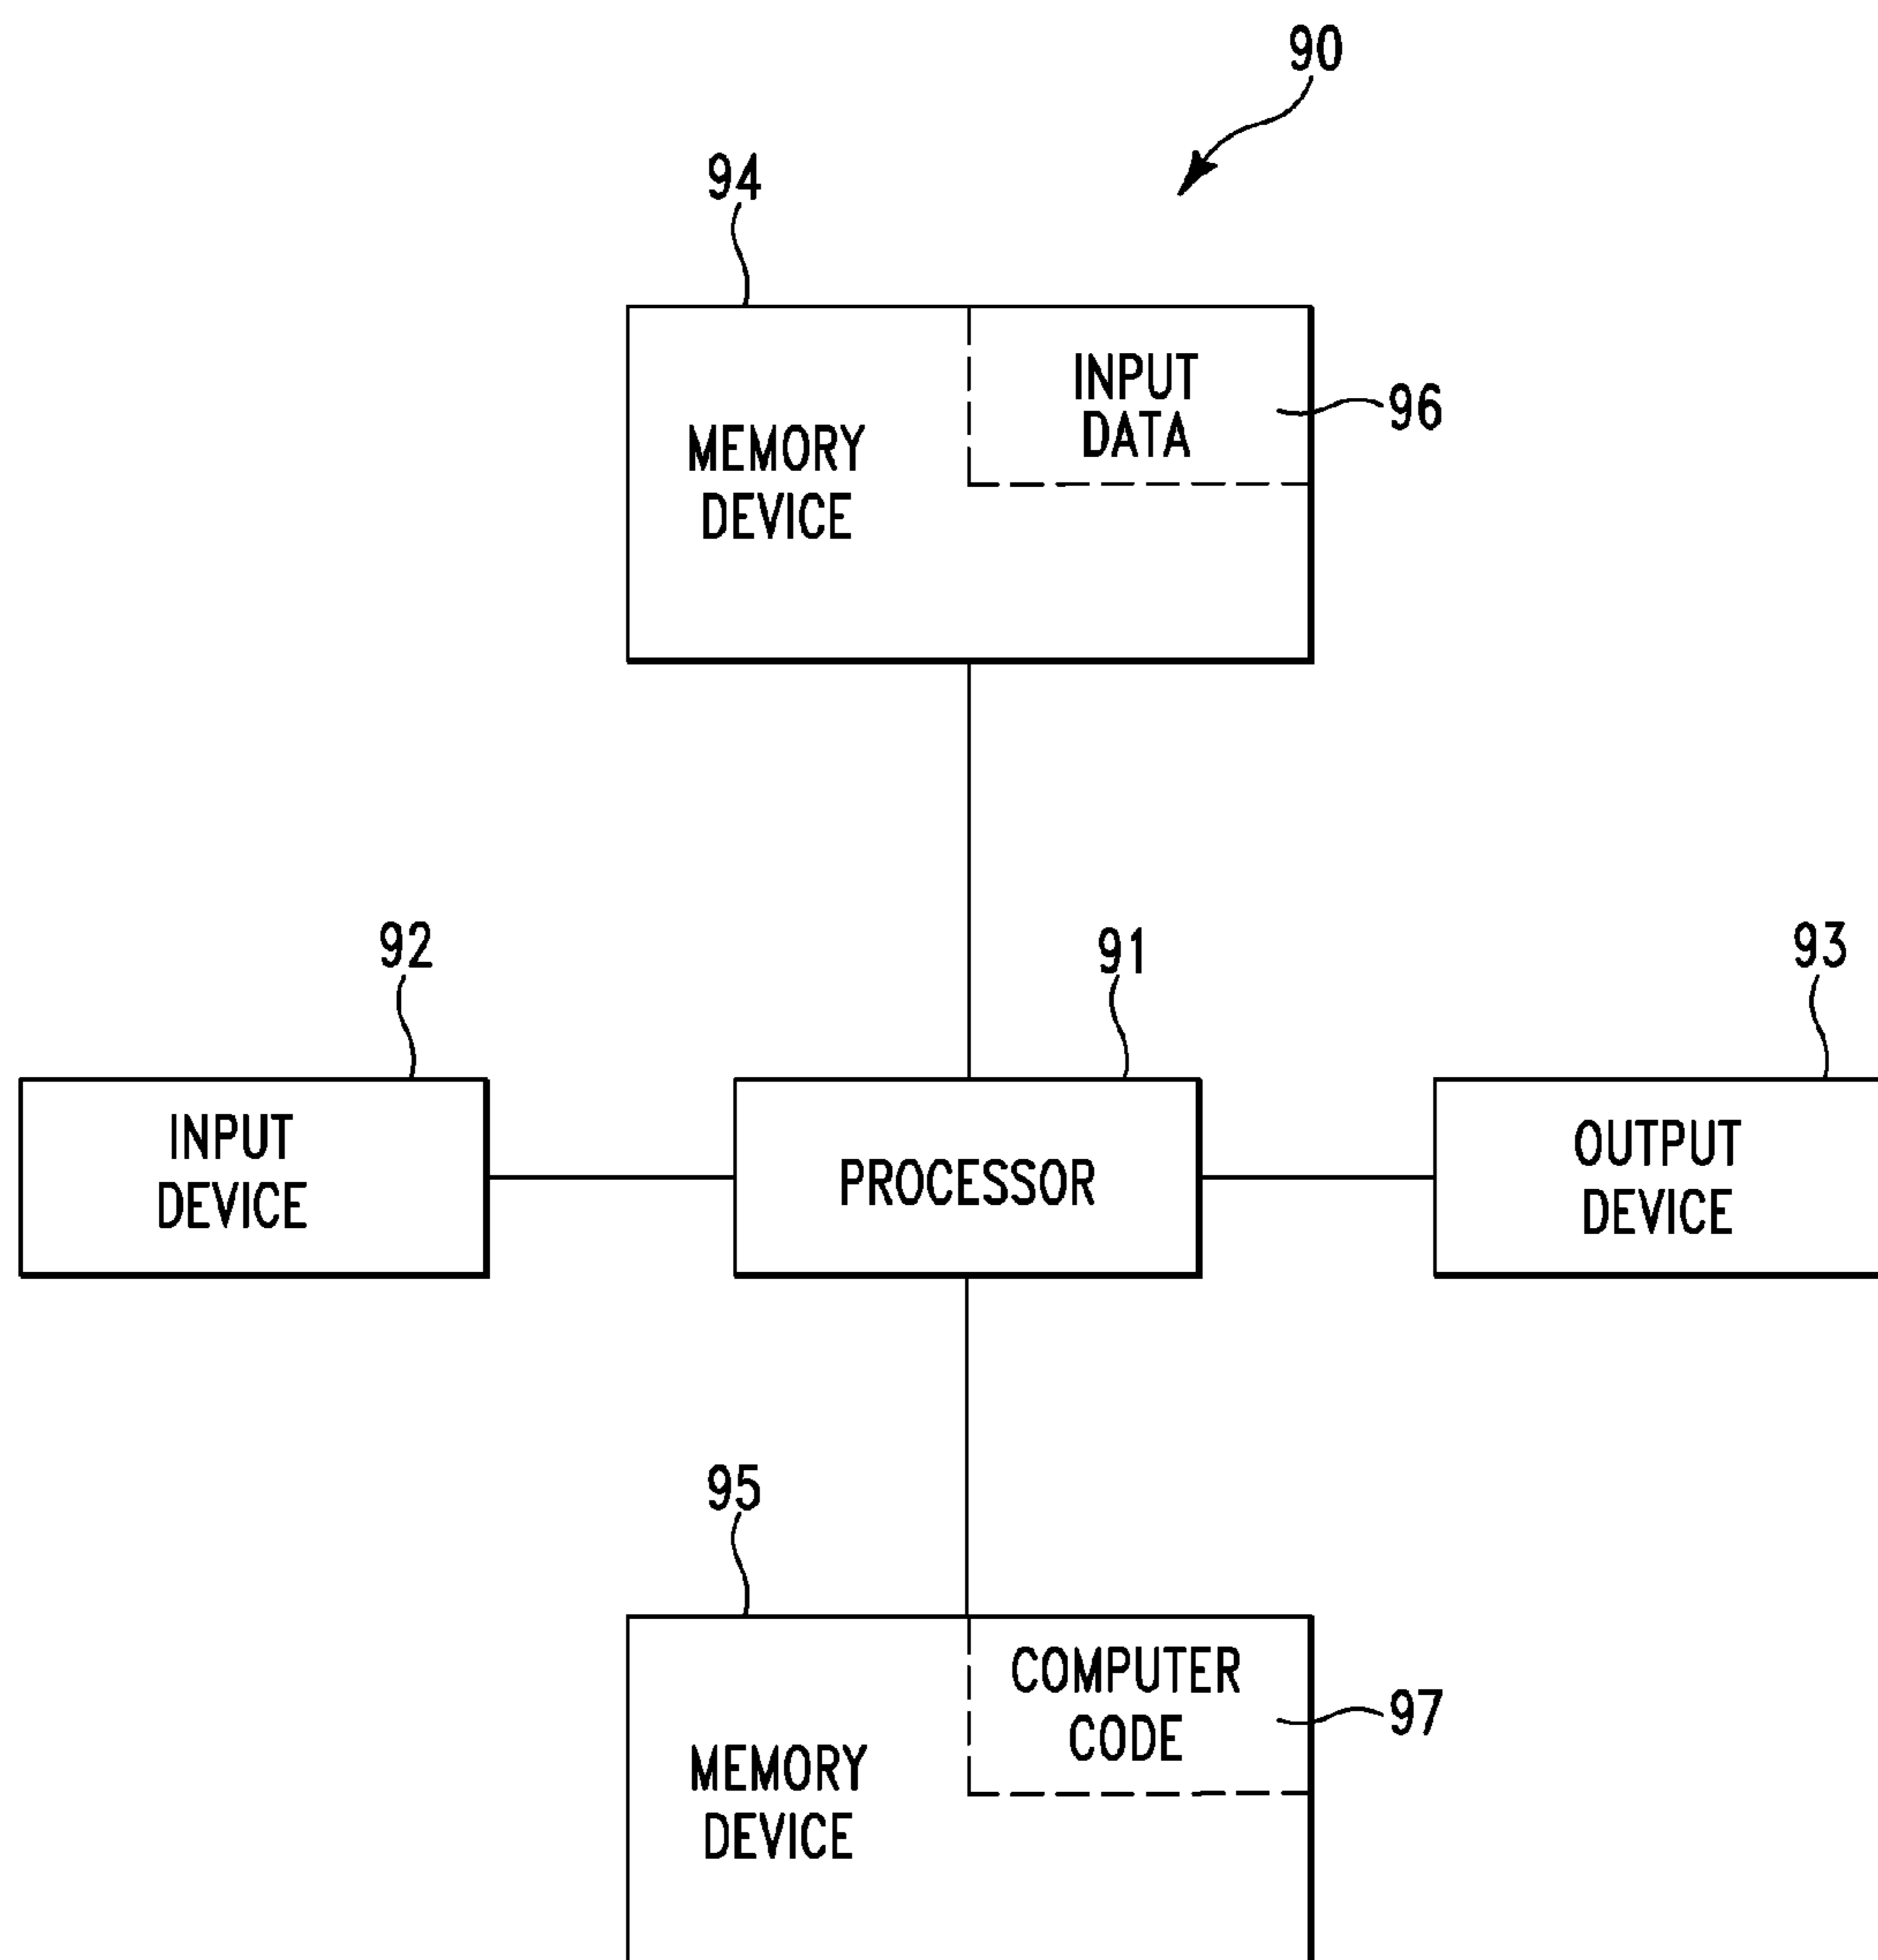 90
94
INPUT
DATA
96
MEMORY
DEVICE
92
91
93
INPUT
DEVICE
PROCESSOR
OUTPUT
DEVICE
95
COMPUTER
CODE
97
MEMORY
DEVICE